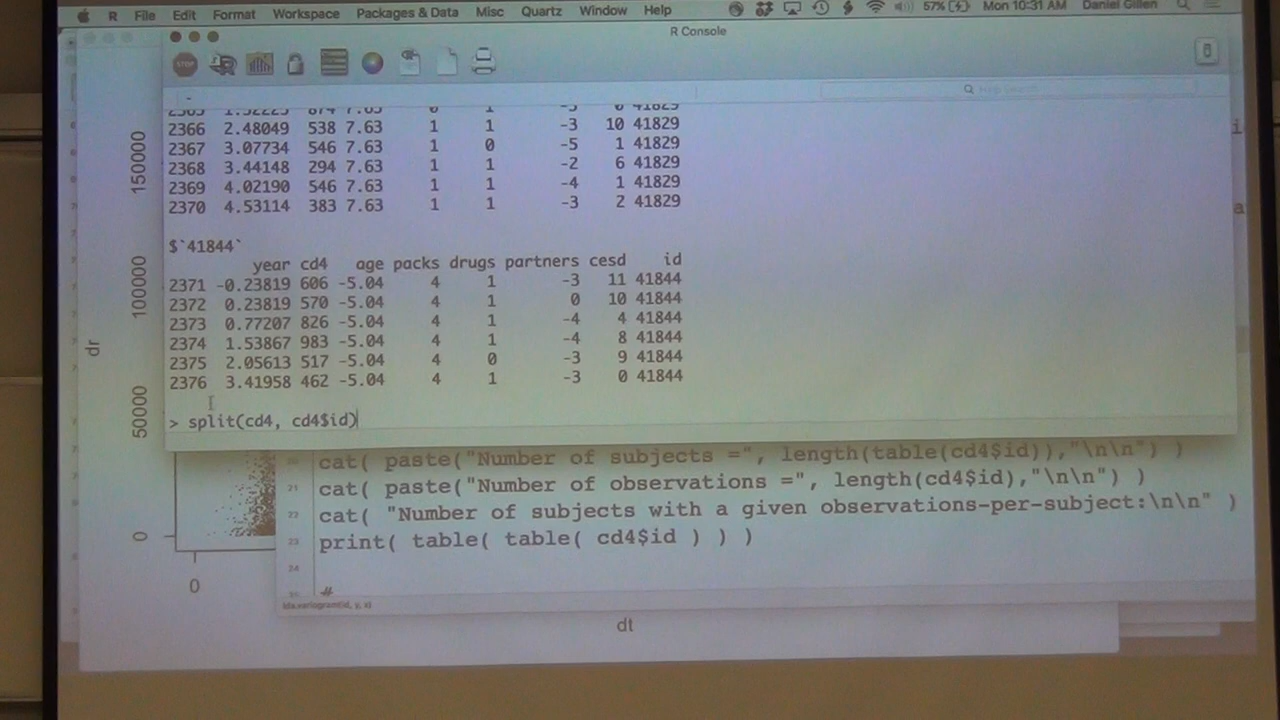 R File Edit Format Workspace Packages & Data Misc Quartz Window Help 57% Mon 10:31 AM Daniel Gillen
R Console
STOP
2366 2.48049 538 7.63 1 1 -3 10 41829
2367 3.07734 546 7.63 1 0 -5 1 41829
2368 3.44148 294 7.63 1 1 -2 6 41829
2369 4.02190 546 7.63 1 1 -4 1 41829
2370 4.53114 383 7.63 1 1 -3 2 41829
$`41844`
year cd4 age packs drugs partners cesd id
2371 -0.23819 606 -5.04 4 1 -3 11 41844
2372 0.23819 570 -5.04 4 1 0 10 41844
2373 0.77207 826 -5.04 4 1 -4 4 41844
2374 1.53867 983 -5.04 4 1 -4 8 41844
2375 2.05613 517 -5.04 4 0 -3 9 41844
2376 3.41958 462 -5.04 4 1 -3 0 41844
> split(cd4, cd4$id)
150000
100000
50000
0
dr
cat( paste("Number of subjects =", length(table(cd4$id)),"\n\n") )
21 cat( paste("Number of observations =", length(cd4$id),"\n\n") )
22 cat( "Number of subjects with a given observations-per-subject:\n\n" )
23 print( table( table( cd4$id ) ) )
24
#
lda.variogram(id, y, x)
0
dt